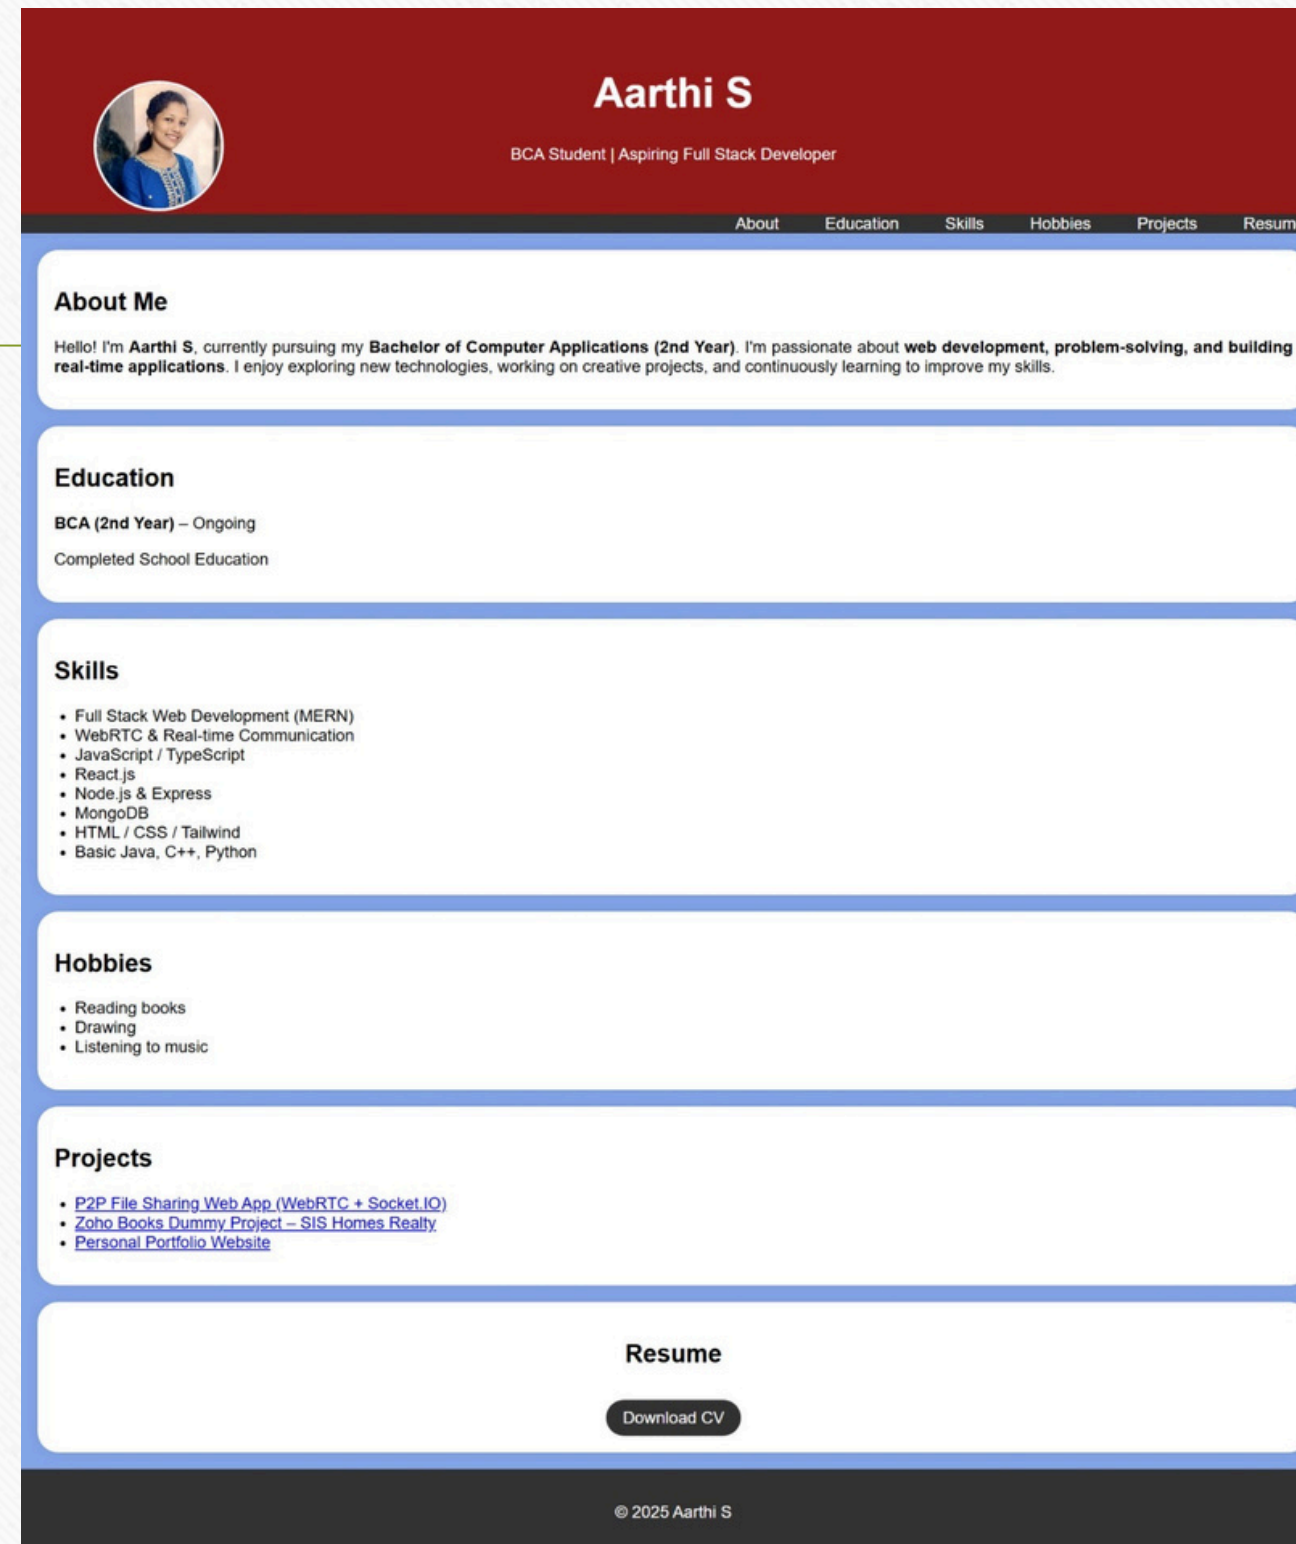 Aarthi S
BCA Student | Aspiring Full Stack Developer
About Education Skills Hobbies Projects Resum
About Me
Hello! I'm Aarthi S, currently pursuing my Bachelor of Computer Applications (2nd Year). I'm passionate about web development, problem-solving, and building
real-time applications. I enjoy exploring new technologies, working on creative projects, and continuously learning to improve my skills.
Education
BCA (2nd Year) – Ongoing
Completed School Education
Skills
• Full Stack Web Development (MERN)
• WebRTC & Real-time Communication
• JavaScript / TypeScript
• React.js
• Node.js & Express
• MongoDB
• HTML / CSS / Tailwind
• Basic Java, C++, Python
Hobbies
• Reading books
• Drawing
• Listening to music
Projects
• P2P File Sharing Web App (WebRTC + Socket.IO)
• Zoho Books Dummy Project – SIS Homes Realty
• Personal Portfolio Website
Resume
Download CV
© 2025 Aarthi S